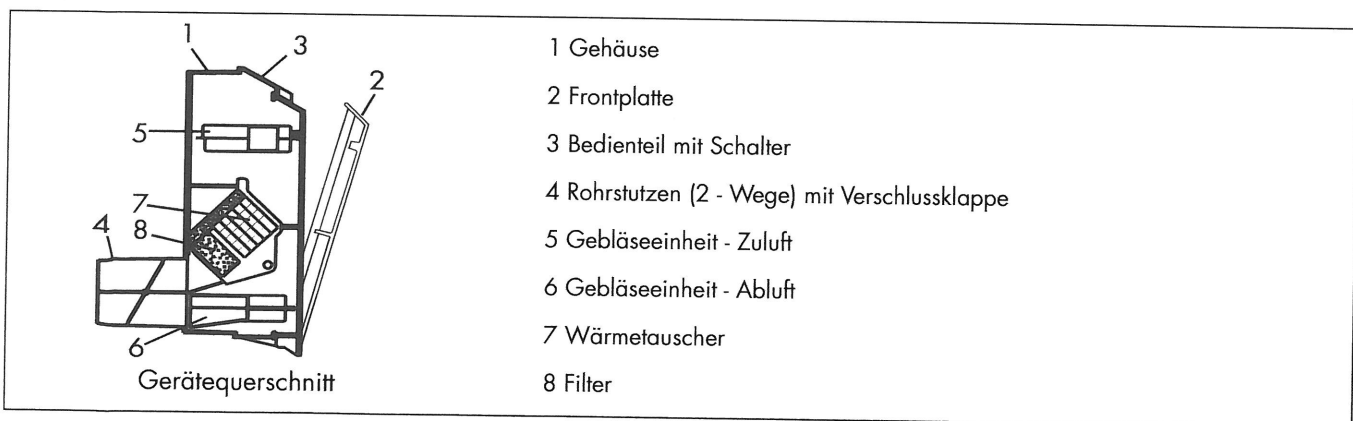 1
3
2
5
7
8
4
6
Gerätequerschnitt
1 Gehäuse
2 Frontplatte
3 Bedienteil mit Schalter
4 Rohrstutzen (2 - Wege) mit Verschlussklappe
5 Gebläseeinheit - Zuluft
6 Gebläseeinheit - Abluft
7 Wärmetauscher
8 Filter